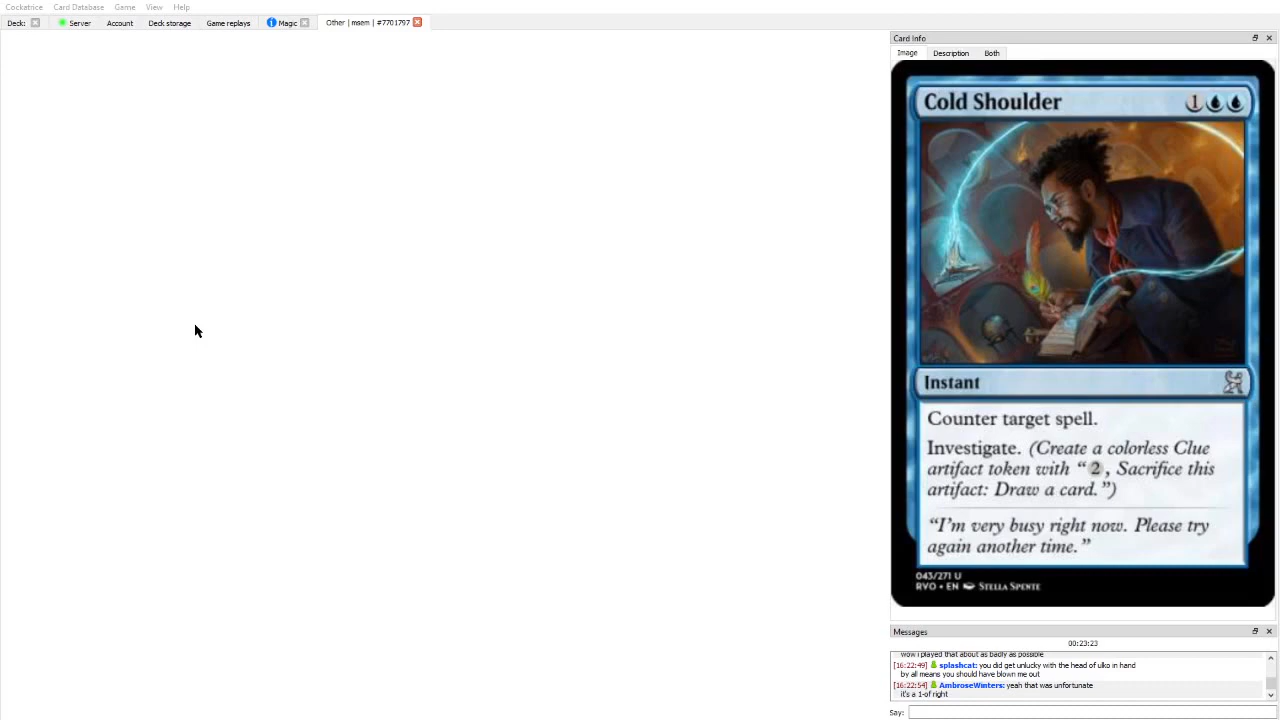 Cockatrice Card Database Game View Help
Deck: Server Account Deck storage Game replays Magic Other | msem | #7701797
Card Info
Image Description Both
Cold Shoulder 1
Instant
Counter target spell.
Investigate. (Create a colorless Clue
artifact token with “2, Sacrifice this
artifact: Draw a card.”)
“I’m very busy right now. Please try
again another time.”
043/271 U
RVO • EN Stella Spente
Messages
00:23:23
wow i played that about as badly as possible
[16:22:49] splashcat: you did get unlucky with the head of ulko in hand
by all means you should have blown me out
[16:22:54] AmbroseWinters: yeah that was unfortunate
it's a 1-of right
Say: